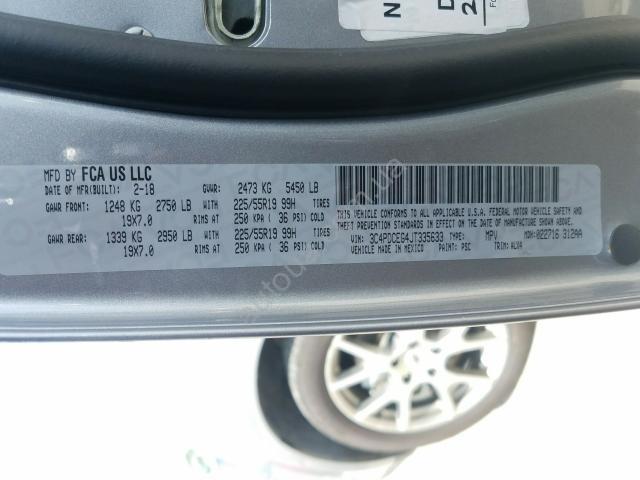 MFD BY FCA US LLC
DATE OF MFR(BUILT): 2-18 GVWR: 2473 KG 5450 LB
GAWR FRONT: 1248 KG 2750 LB WITH 225/55R19 99H TIRES
19X7.0 RIMS AT 250 KPA ( 36 PSI) COLD
GAWR REAR: 1339 KG 2950 LB WITH 225/55R19 99H TIRES
19X7.0 RIMS AT 250 KPA ( 36 PSI) COLD
THIS VEHICLE CONFORMS TO ALL APPLICABLE U.S.A. FEDERAL MOTOR VEHICLE SAFETY AND
THEFT PREVENTION STANDARDS IN EFFECT ON THE DATE OF MANUFACTURE SHOWN ABOVE.
VIN: 3C4PDCEG4JT335633 TYPE: MPV MDH: 022716 312AA
VEHICLE MADE IN MEXICO PAINT: PSC TRIM: ALVA